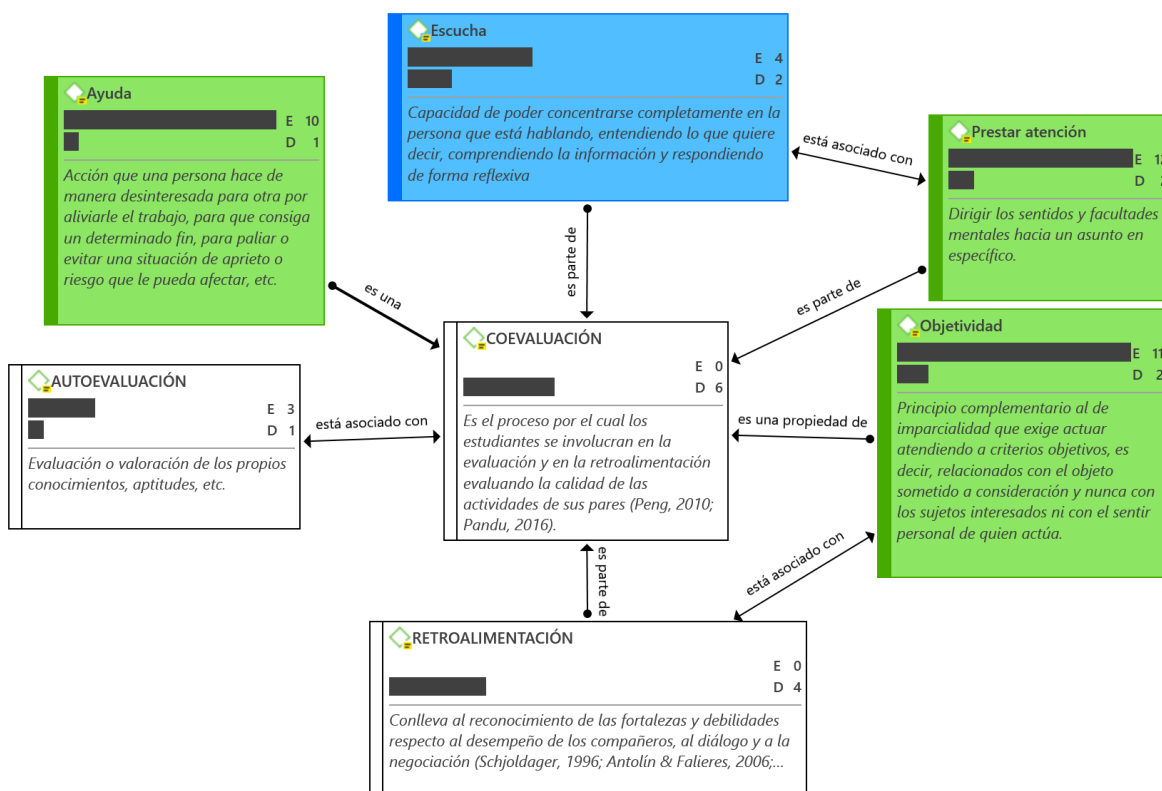 Escucha
E 4
D 2
Capacidad de poder concentrarse completamente en la
persona que está hablando, entendiendo lo que quiere
decir, comprendiendo la información y respondiendo
de forma reflexiva
Ayuda
E 10
D 1
Acción que una persona hace de
manera desinteresada para otra por
aliviarle el trabajo, para que consiga
un determinado fin, para paliar o
evitar una situación de aprieto o
riesgo que le pueda afectar, etc.
está asociado con
Prestar atención
E
D
Dirigir los sentidos y facultades
mentales hacia un asunto en
específico.
es parte de
es una
es parte de
COEVALUACIÓN
E 0
D 6
Es el proceso por el cual los
estudiantes se involucran en la
evaluación y en la retroalimentación
evaluando la calidad de las
actividades de sus pares (Peng, 2010;
Pandu, 2016).
Objetividad
E 11
D 2
Principio complementario al de
imparcialidad que exige actuar
atendiendo a criterios objetivos, es
decir, relacionados con el objeto
sometido a consideración y nunca con
los sujetos interesados ni con el sentir
personal de quien actúa.
AUTOEVALUACIÓN
E 3
D 1
Evaluación o valoración de los propios
conocimientos, aptitudes, etc.
está asociado con
es una propiedad de
es parte de
está asociado con
RETROALIMENTACIÓN
E 0
D 4
Conlleva al reconocimiento de las fortalezas y debilidades
respecto al desempeño de los compañeros, al diálogo y a la
negociación (Schjoldager, 1996; Antolín & Falieres, 2006;...